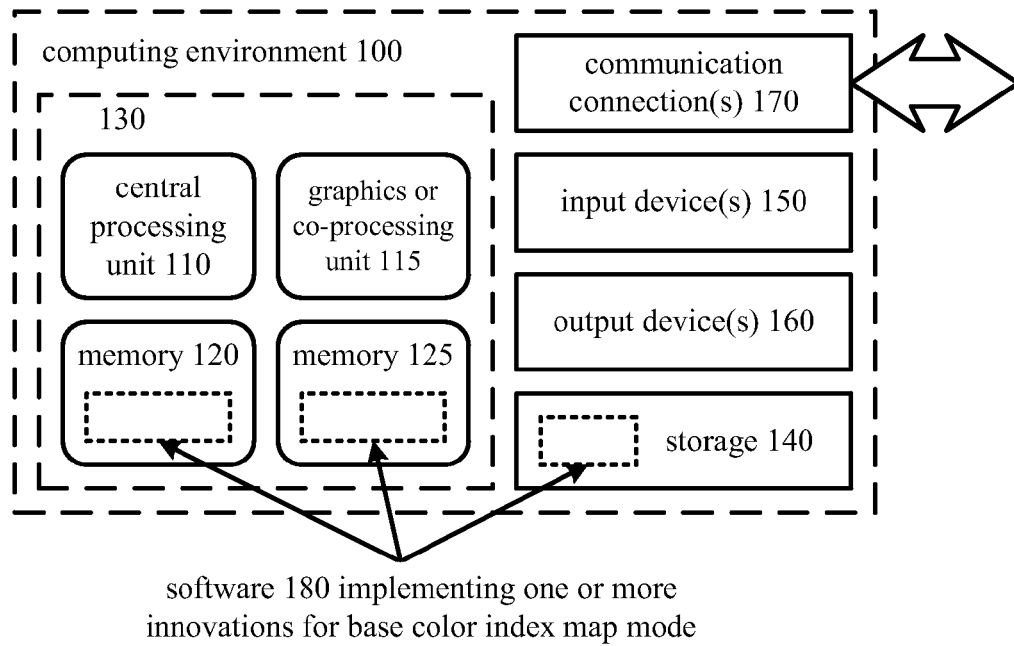 computing environment 100
130
central
processing
unit 110
graphics or
co-processing
unit 115
memory 120
memory 125
communication
connection(s) 170
input device(s) 150
output device(s) 160
storage 140
software 180 implementing one or more
innovations for base color index map mode